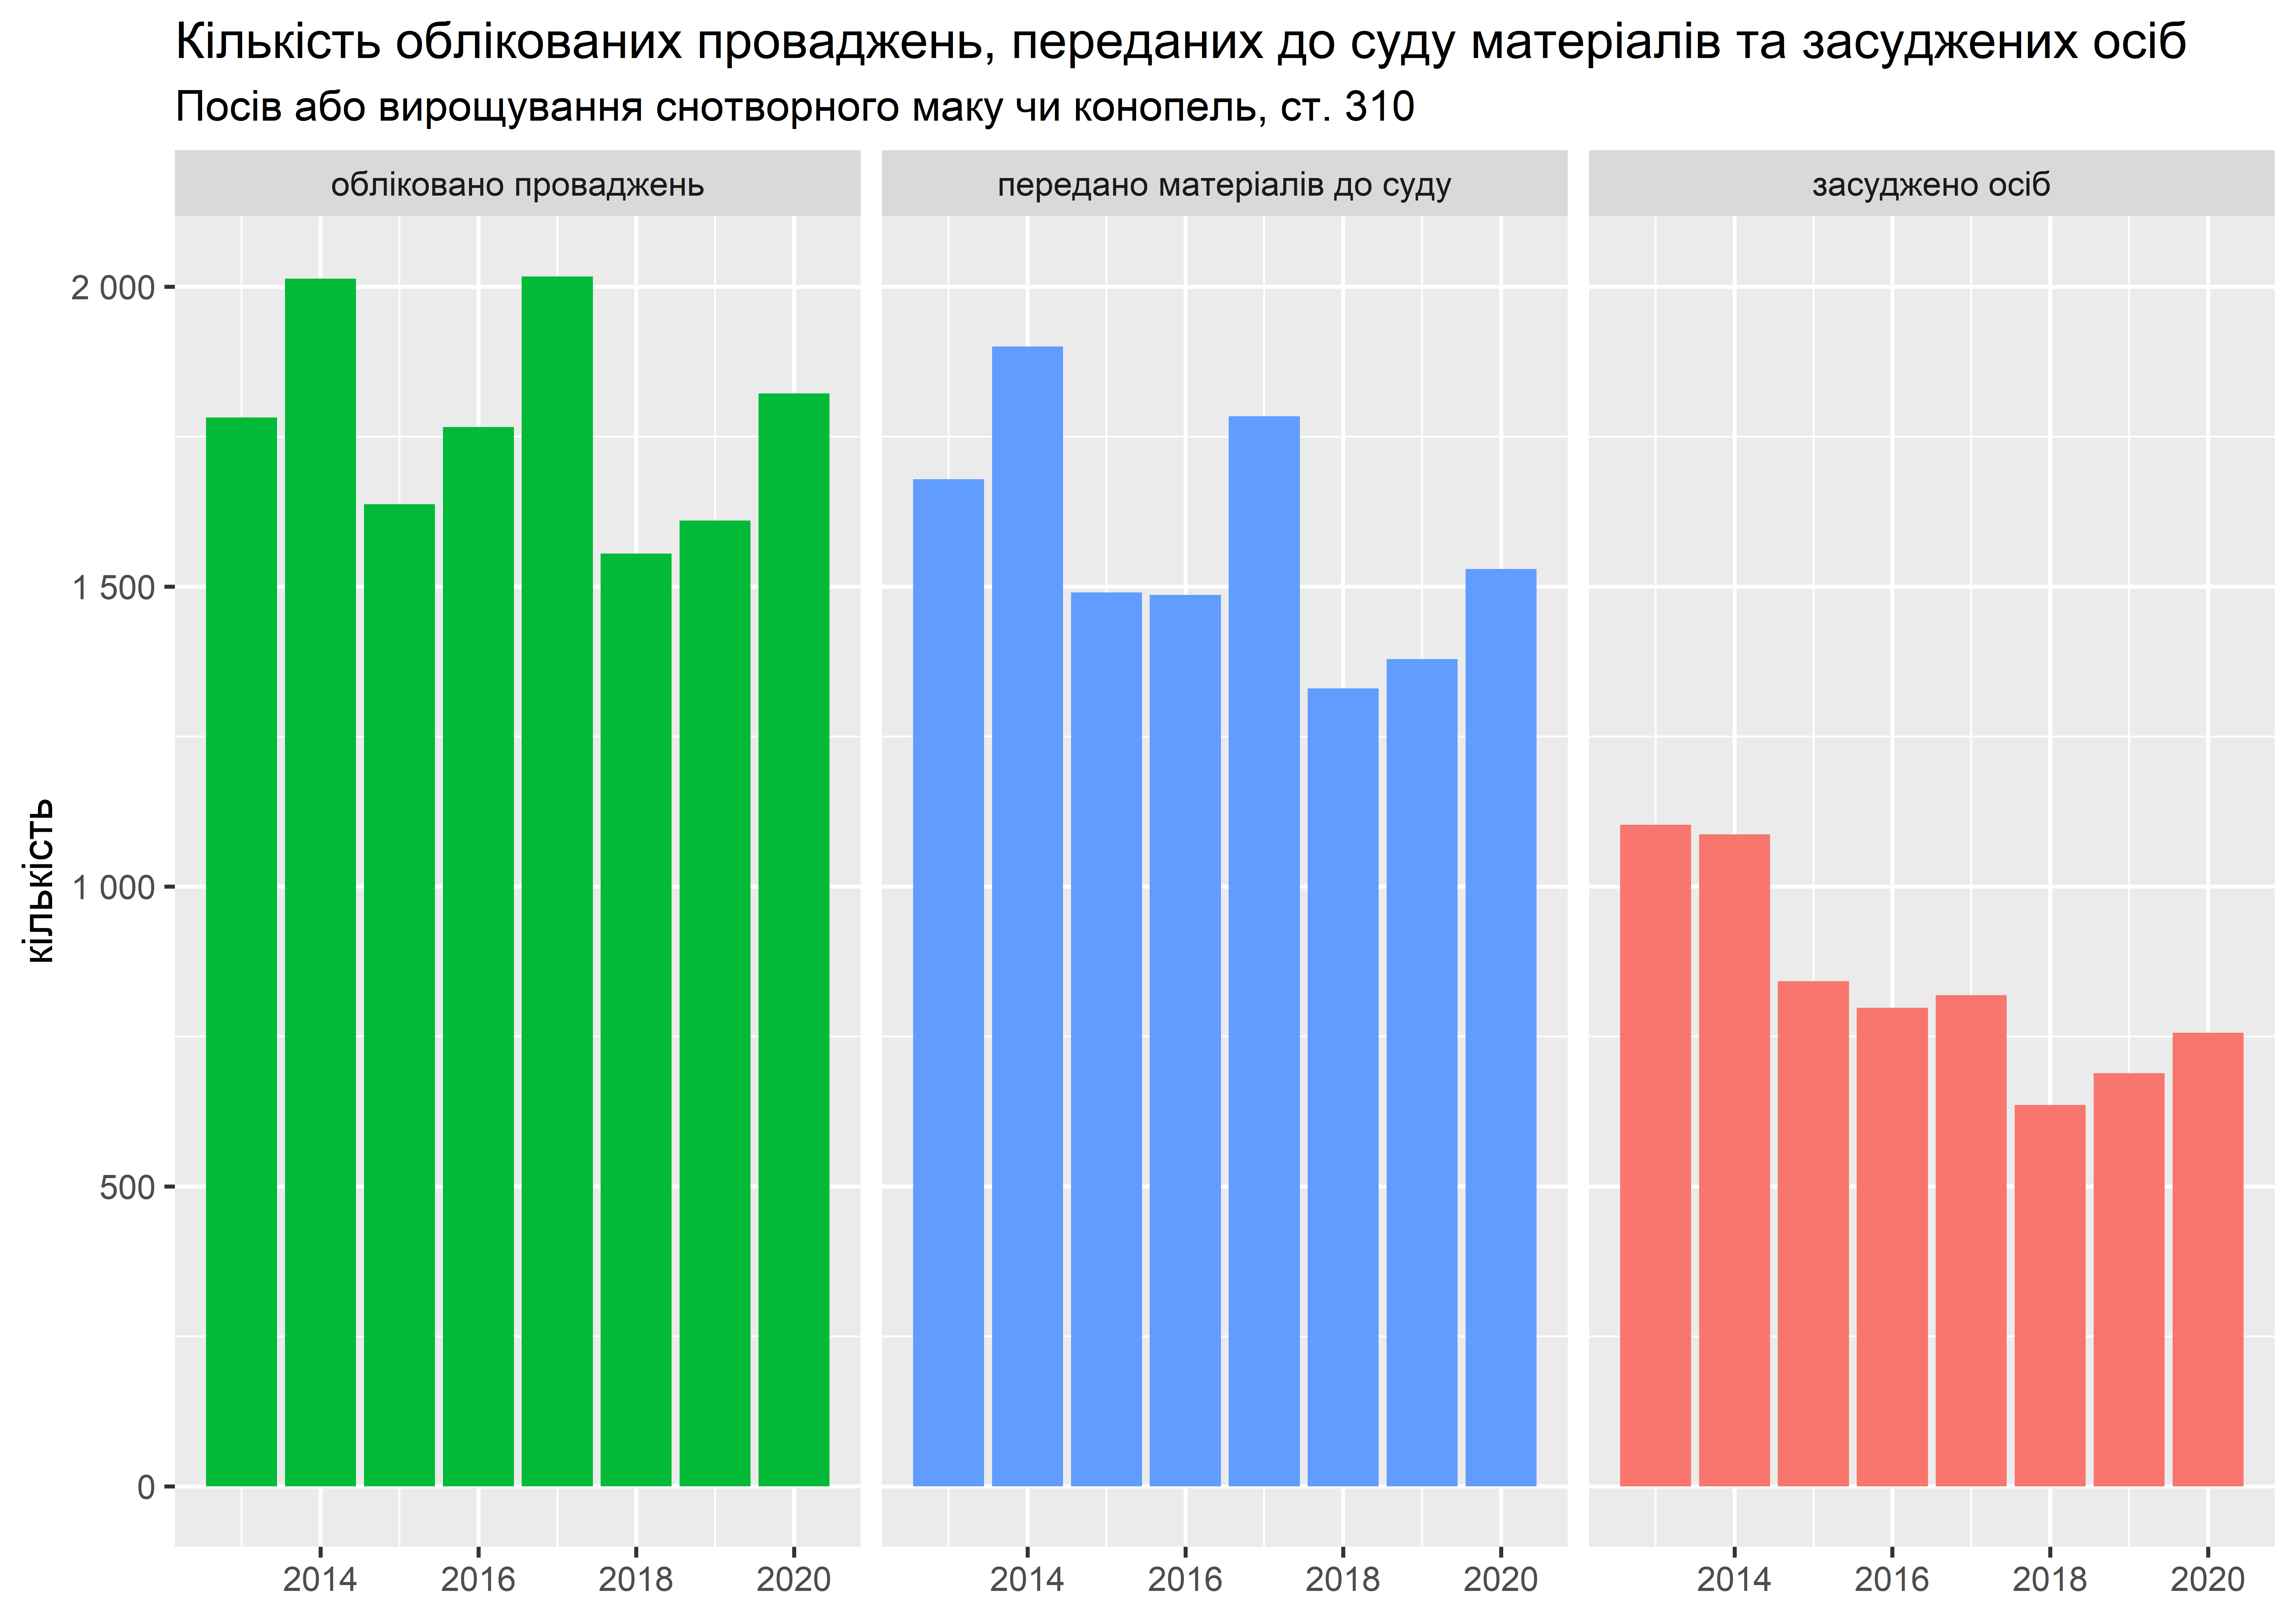 Кількість облікованих проваджень, переданих до суду матеріалів та засуджених осіб
Посів або вирощування снотворного маку чи конопель, ст. 310
обліковано проваджень
передано матеріалів до суду
засуджено осіб
кількість
2 000
1 500
1 000
500
0
2014 2016 2018 2020
2014 2016 2018 2020
2014 2016 2018 2020